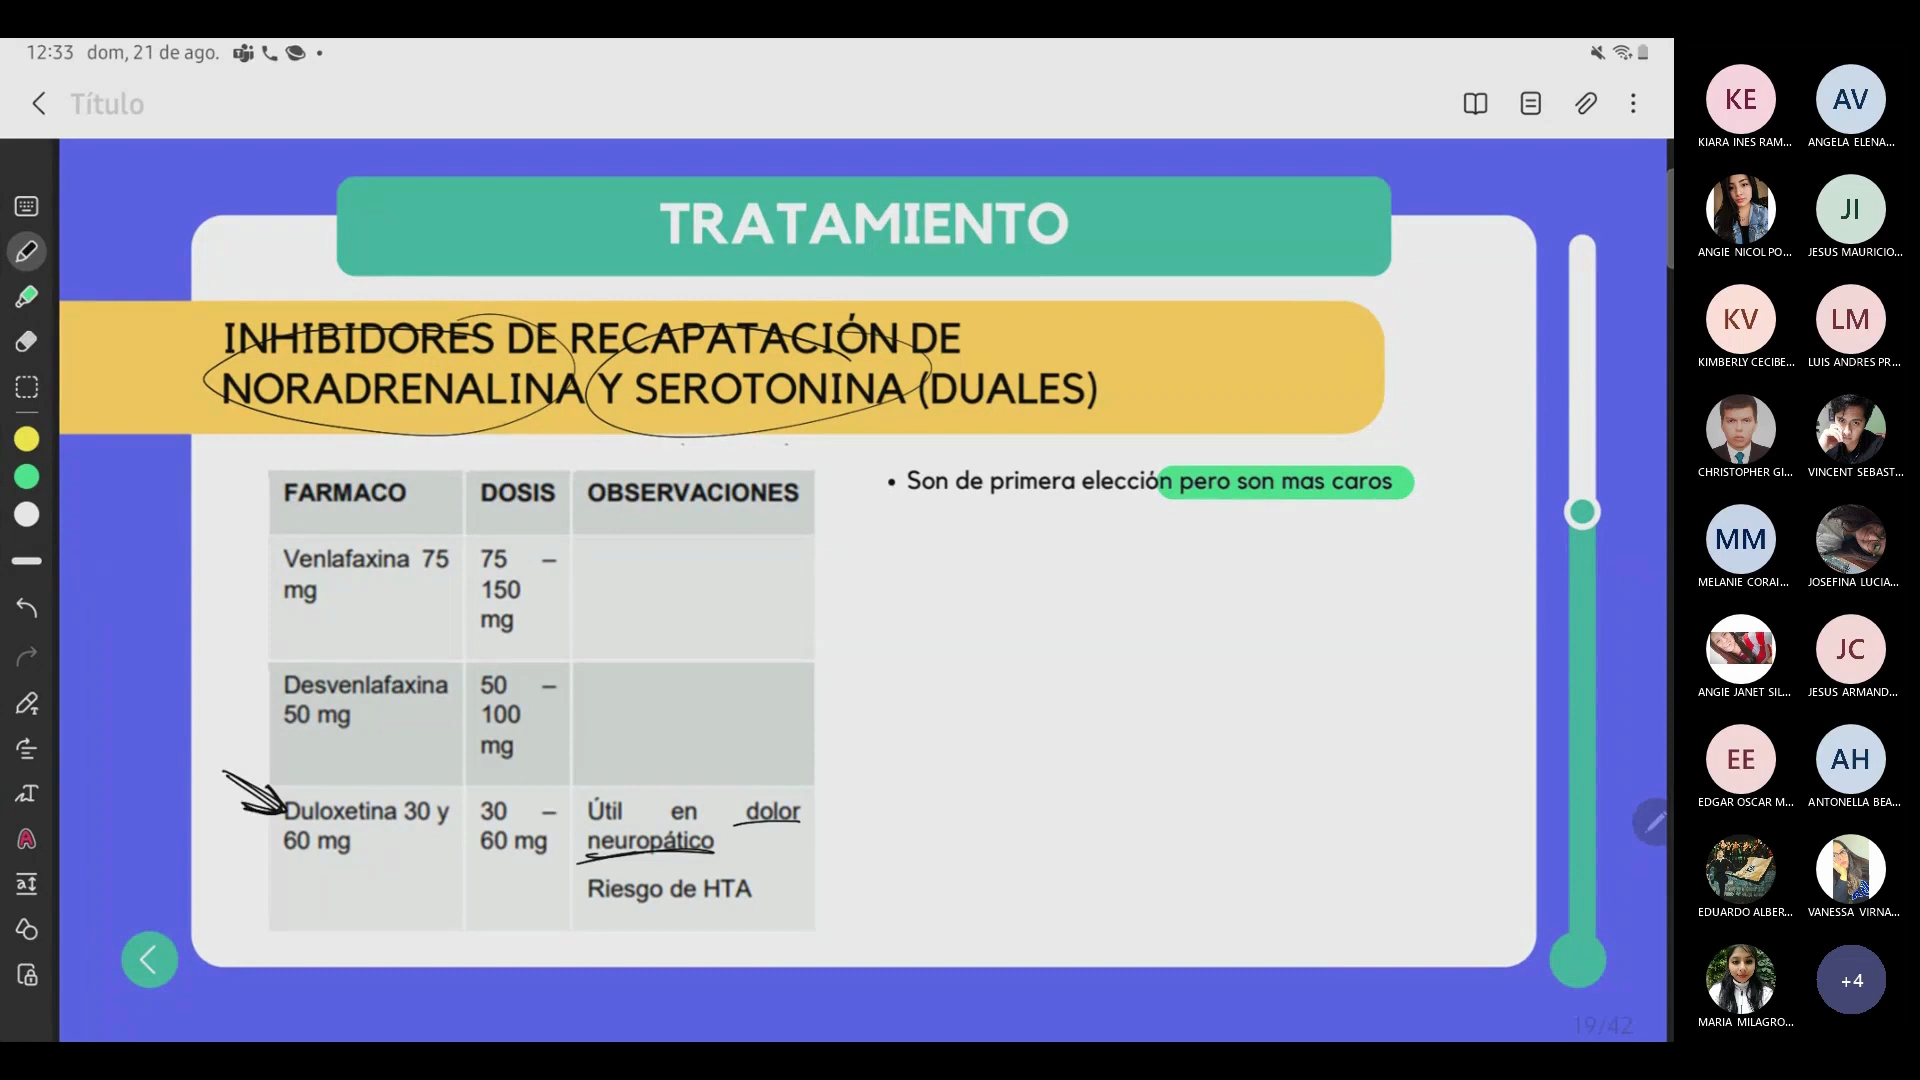 12:33 dom, 21 de ago.
Título
TRATAMIENTO
INHIBIDORES DE RECAPATACIÓN DE
NORADRENALINA Y SEROTONINA (DUALES)
FARMACO DOSIS OBSERVACIONES
Venlafaxina 75 mg
75 – 150 mg
Desvenlafaxina 50 mg
50 – 100 mg
Duloxetina 30 y 60 mg
30 – 60 mg
Útil en dolor
neuropático
Riesgo de HTA
• Son de primera elección pero son mas caros
19/42
KE
KIARA INES RAM...
AV
ANGELA ELENA...
ANGIE NICOL PO...
JI
JESUS MAURICIO...
KV
KIMBERLY CECIBE...
LM
LUIS ANDRES PR...
CHRISTOPHER GI...
VINCENT SEBAST...
MM
MELANIE CORAI...
JOSEFINA LUCIA...
ANGIE JANET SIL...
JC
JESUS ARMAND...
EE
EDGAR OSCAR M...
AH
ANTONELLA BEA...
EDUARDO ALBER...
VANESSA VIRNA...
MARIA MILAGRO...
+4